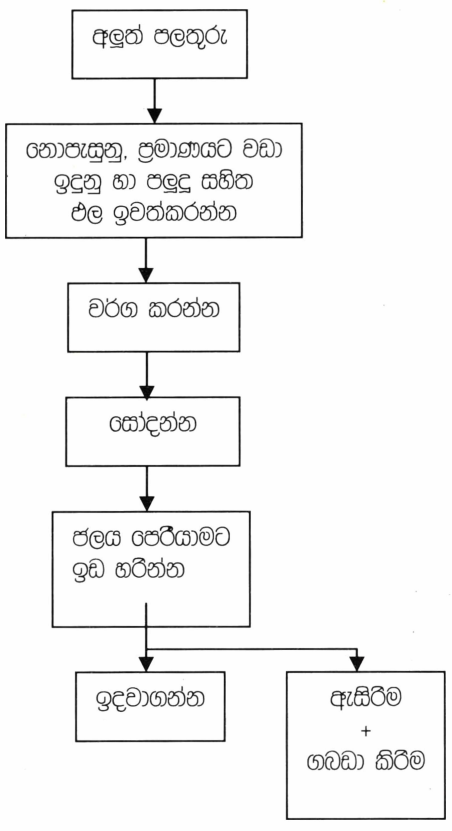 අලුත් පලතුරු
නොපැසුනු, ප්‍රමාණයට වඩා
ඉදුනු හා පලුදු සහිත
ඵල ඉවත්කරන්න
වර්ග කරන්න
සෝදන්න
ජලය පෙරීයාමට
ඉඩ හරින්න
ඉදවාගන්න
ඇසිරීම
+
ගබඩා කිරීම